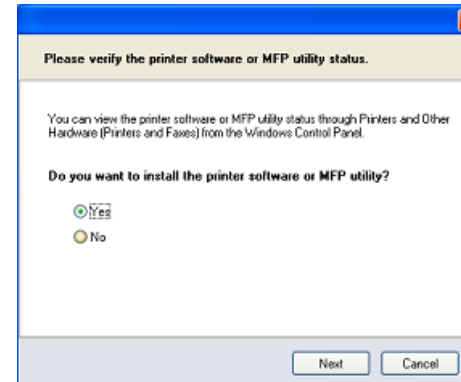 Please verify the printer software or MFP utility status.
You can view the printer software or MFP utility status through Printers and Other
Hardware (Printers and Faxes) from the Windows Control Panel.
Do you want to install the printer software or MFP utility?
Yes
No
Next
Cancel